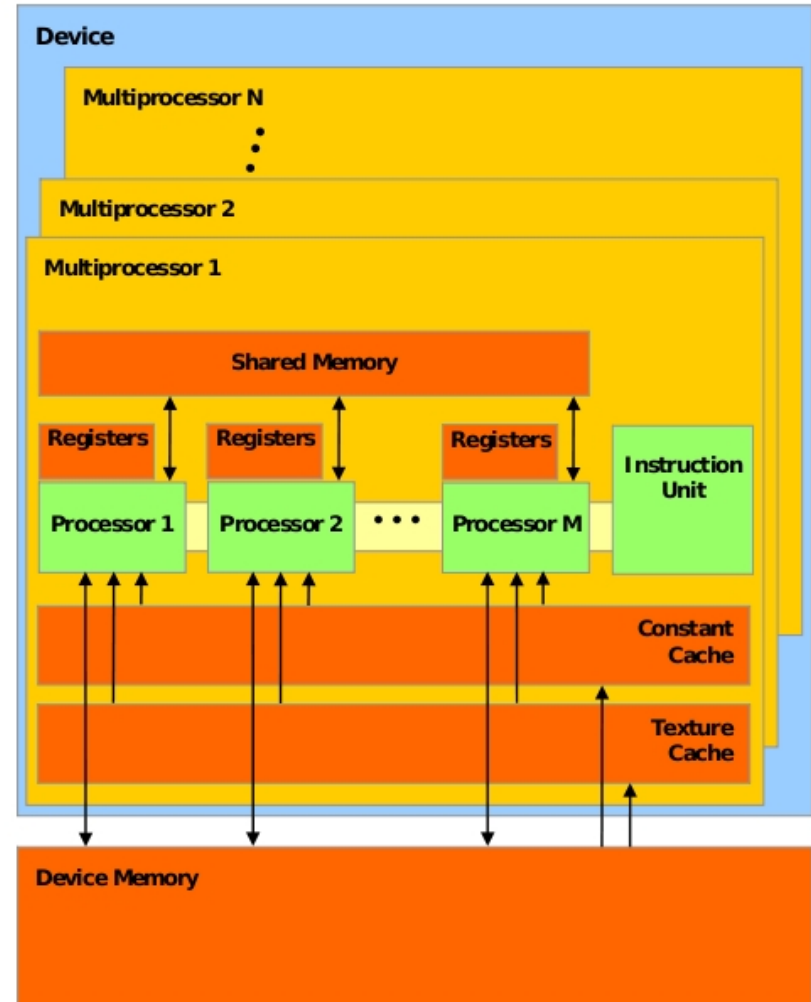 Device
Multiprocessor N
Multiprocessor 2
Multiprocessor 1
Shared Memory
Registers
Registers
Registers
Instruction
Unit
Processor 1
Processor 2
Processor M
Constant
Cache
Texture
Cache
Device Memory